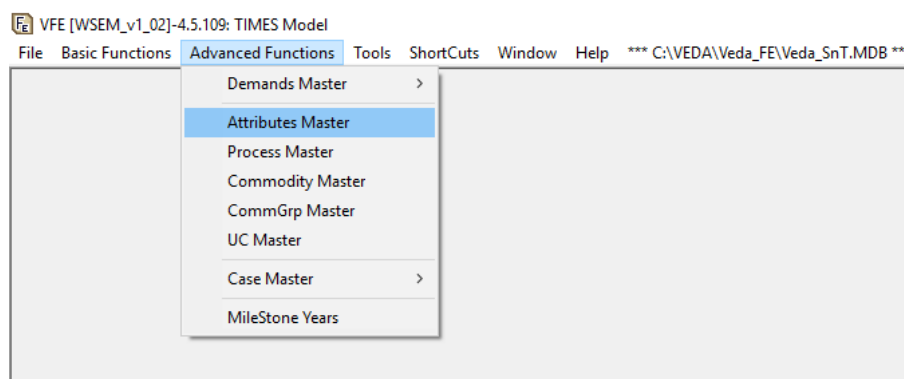 VFE [WSEM_v1_02]-4.5.109: TIMES Model
File Basic Functions Advanced Functions Tools ShortCuts Window Help *** C:\VEDA\Veda_FE\Veda_SnT.MDB **
Demands Master >
Attributes Master
Process Master
Commodity Master
CommGrp Master
UC Master
Case Master >
MileStone Years